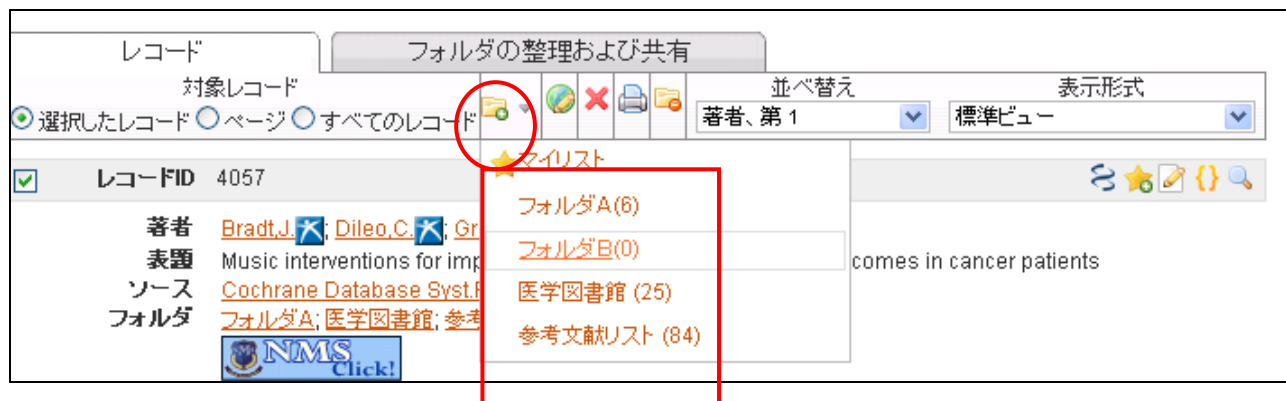 レコード
フォルダの整理および共有
対象レコード
選択したレコード ページ すべてのレコード
並べ替え
著者、第 1
表示形式
標準ビュー
マイリスト
フォルダA(6)
フォルダB(0)
医学図書館 (25)
参考文献リスト (84)
レコードID 4057
著者 Bradt,J. ; Dileo,C. ; Gr
表題 Music interventions for imp comes in cancer patients
ソース Cochrane Database Syst.R
フォルダ フォルダA; 医学図書館; 参考
NMS Click!